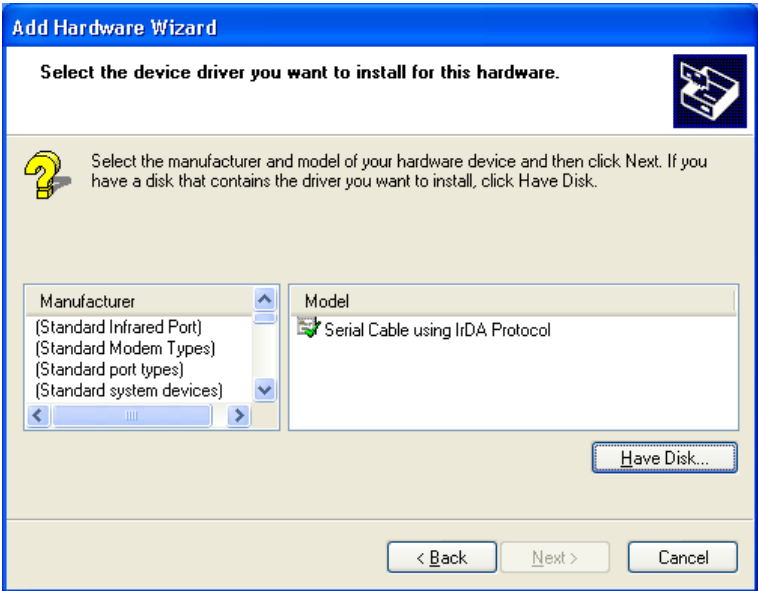 Add Hardware Wizard
Select the device driver you want to install for this hardware.
Select the manufacturer and model of your hardware device and then click Next. If you
have a disk that contains the driver you want to install, click Have Disk.
Manufacturer
(Standard Infrared Port)
(Standard Modem Types)
(Standard port types)
(Standard system devices)
Model
Serial Cable using IrDA Protocol
Have Disk...
< Back
Next >
Cancel